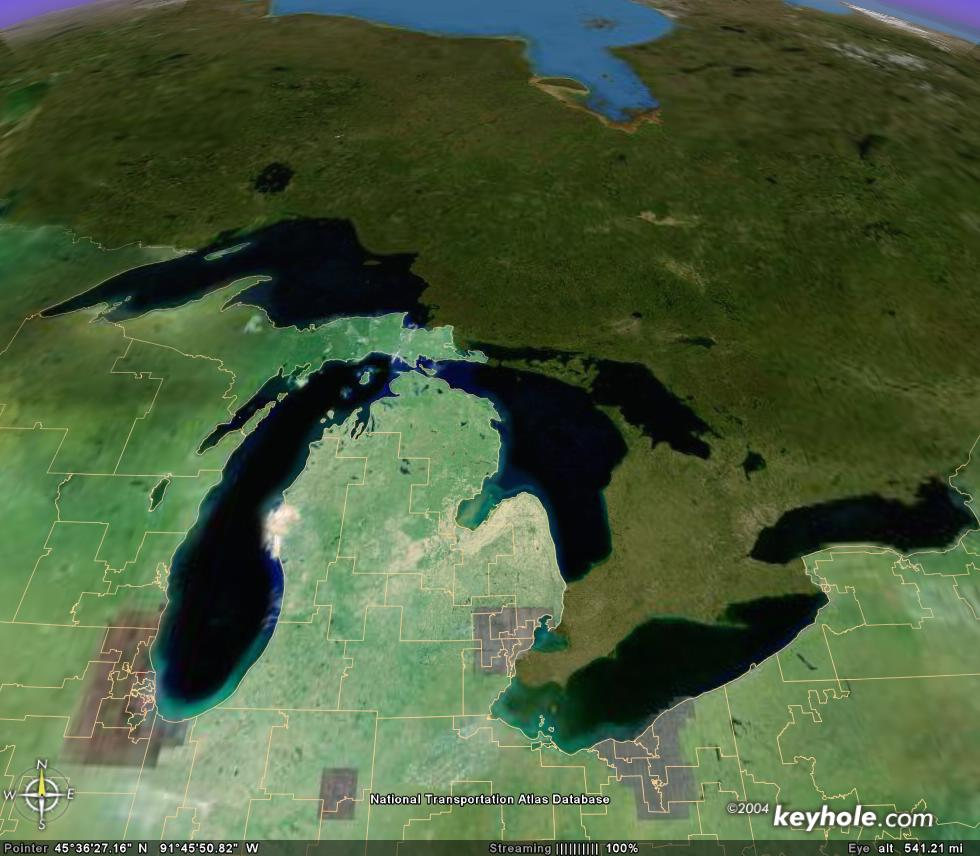 N
W E
S
National Transportation Atlas Database
©2004 keyhole.com
Pointer 45°36'27.16" N 91°45'50.82" W Streaming |||||||||| 100% Eye alt 541.21 mi